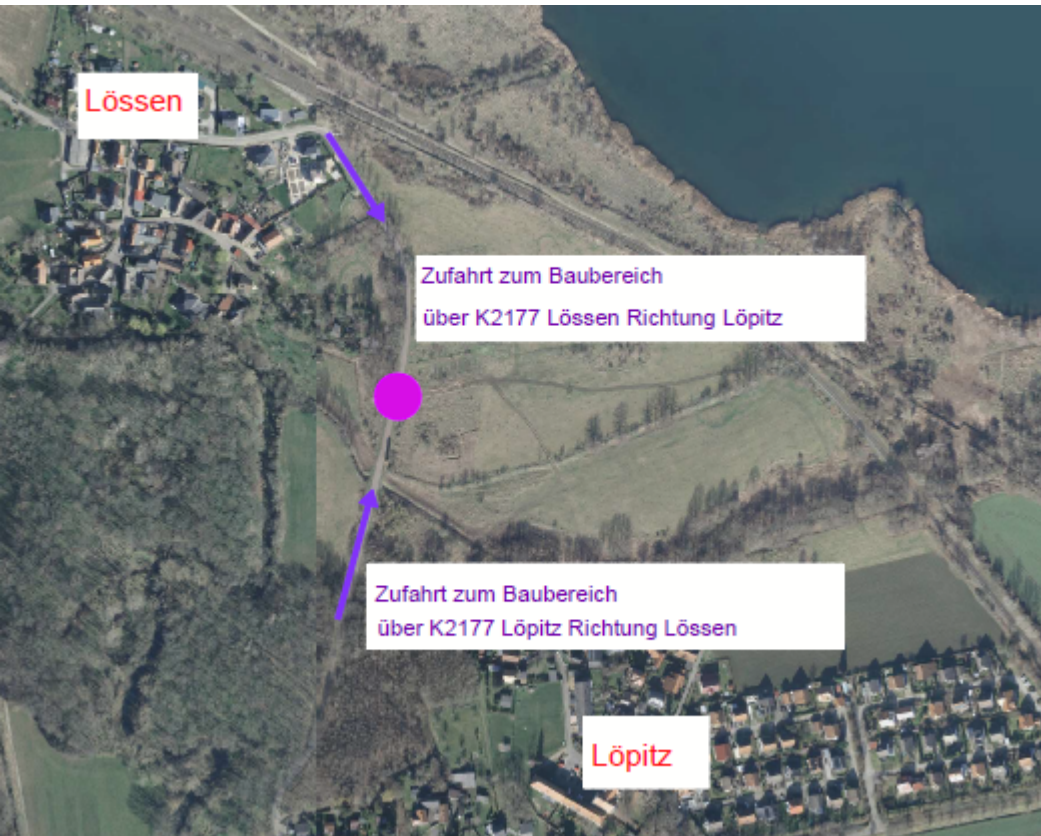 Lössen
Zufahrt zum Baubereich
über K2177 Lössen Richtung Löpitz
Zufahrt zum Baubereich
über K2177 Löpitz Richtung Lössen
Löpitz